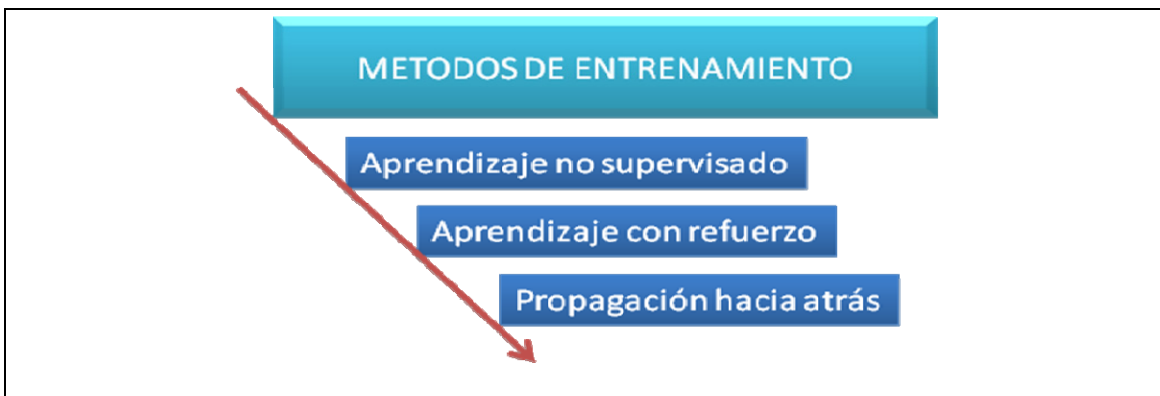 METODOS DE ENTRENAMIENTO
Aprendizaje no supervisado
Aprendizaje con refuerzo
Propagación hacia atrás